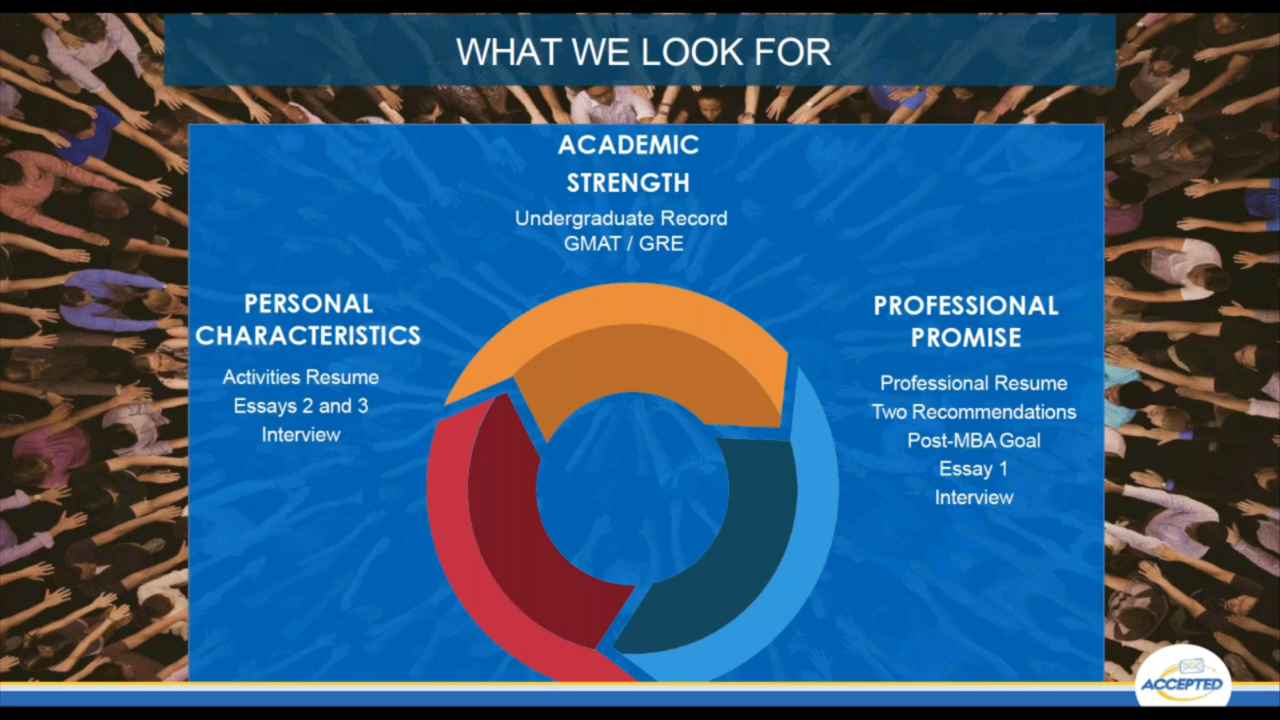 WHAT WE LOOK FOR
ACADEMIC
STRENGTH
Undergraduate Record
GMAT / GRE
PERSONAL
CHARACTERISTICS
Activities Resume
Essays 2 and 3
Interview
PROFESSIONAL
PROMISE
Professional Resume
Two Recommendations
Post-MBA Goal
Essay 1
Interview
ACCEPTED